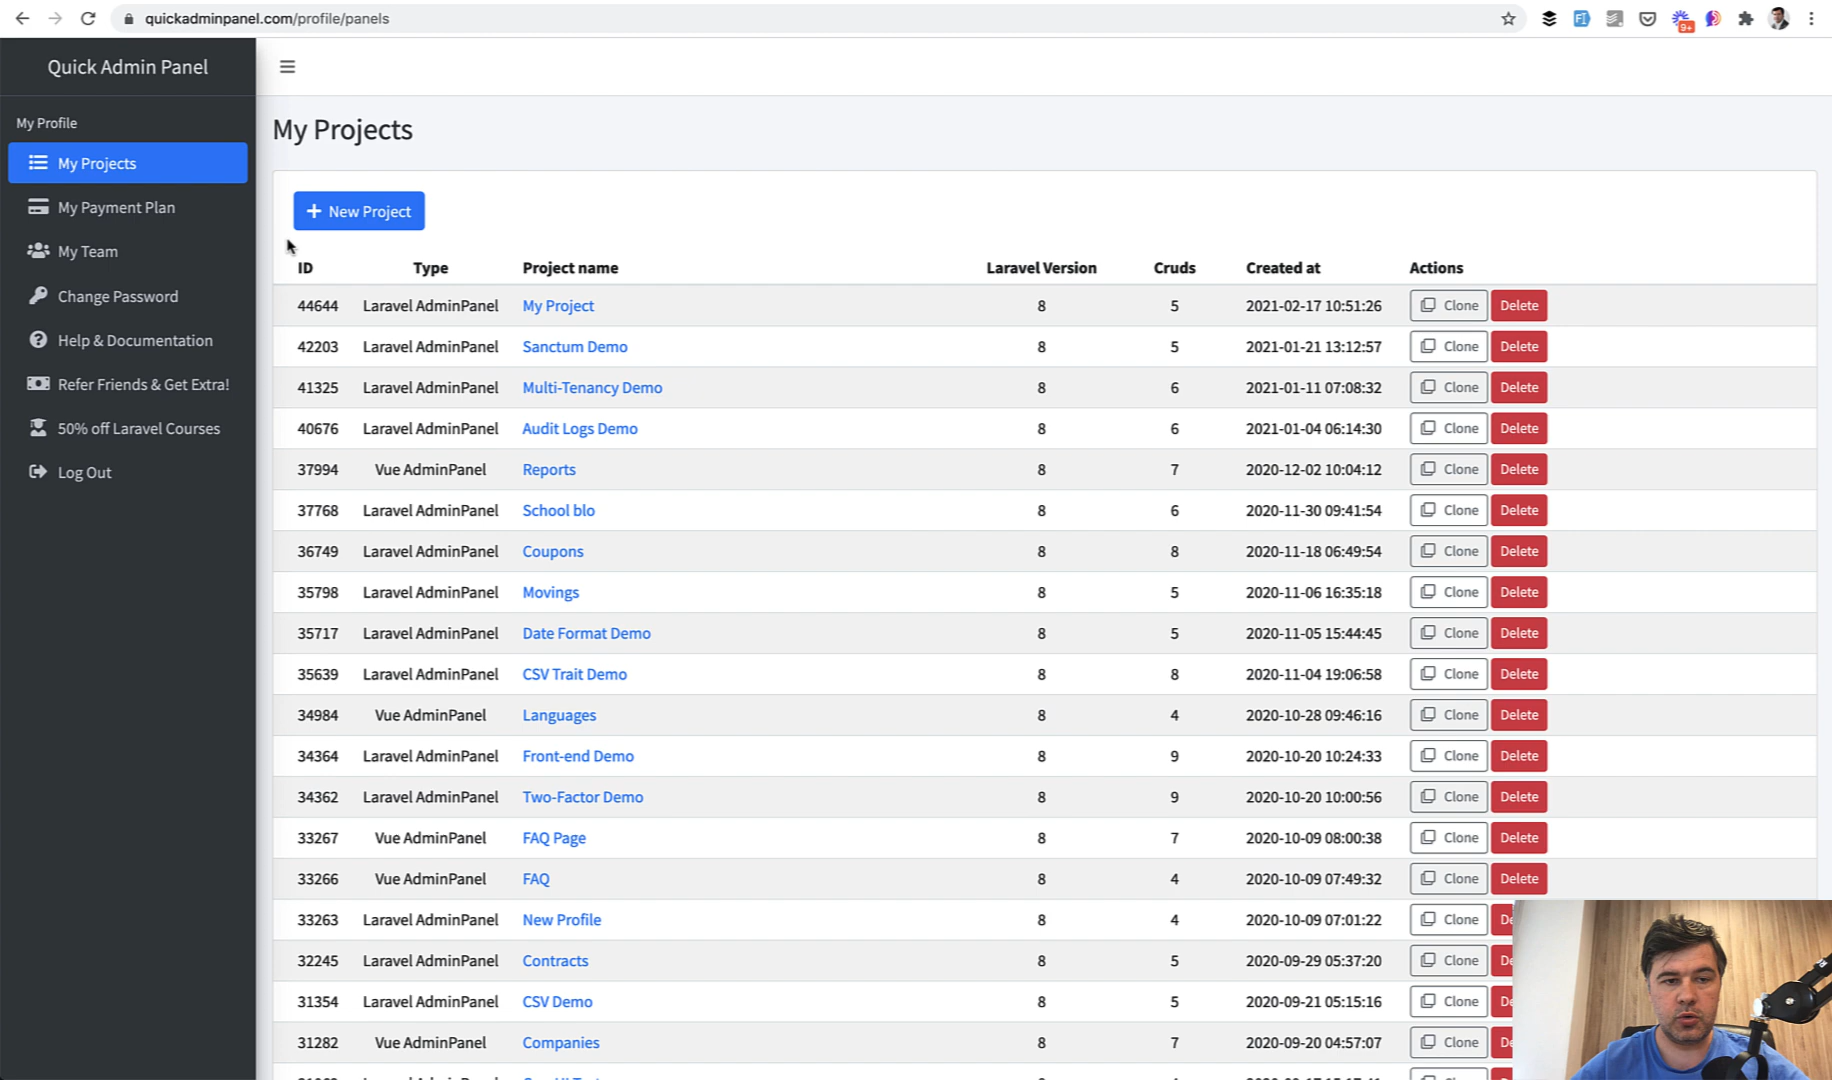 quickadminpanel.com/profile/panels
9+
Quick Admin Panel
My Profile
My Projects
My Payment Plan
My Team
Change Password
Help & Documentation
Refer Friends & Get Extra!
50% off Laravel Courses
Log Out
My Projects
+ New Project
ID Type Project name Laravel Version Cruds Created at Actions
44644 Laravel AdminPanel My Project 8 5 2021-02-17 10:51:26 Clone Delete
42203 Laravel AdminPanel Sanctum Demo 8 5 2021-01-21 13:12:57 Clone Delete
41325 Laravel AdminPanel Multi-Tenancy Demo 8 6 2021-01-11 07:08:32 Clone Delete
40676 Laravel AdminPanel Audit Logs Demo 8 6 2021-01-04 06:14:30 Clone Delete
37994 Vue AdminPanel Reports 8 7 2020-12-02 10:04:12 Clone Delete
37768 Laravel AdminPanel School blo 8 6 2020-11-30 09:41:54 Clone Delete
36749 Laravel AdminPanel Coupons 8 8 2020-11-18 06:49:54 Clone Delete
35798 Laravel AdminPanel Movings 8 5 2020-11-06 16:35:18 Clone Delete
35717 Laravel AdminPanel Date Format Demo 8 5 2020-11-05 15:44:45 Clone Delete
35639 Laravel AdminPanel CSV Trait Demo 8 8 2020-11-04 19:06:58 Clone Delete
34984 Vue AdminPanel Languages 8 4 2020-10-28 09:46:16 Clone Delete
34364 Laravel AdminPanel Front-end Demo 8 9 2020-10-20 10:24:33 Clone Delete
34362 Laravel AdminPanel Two-Factor Demo 8 9 2020-10-20 10:00:56 Clone Delete
33267 Vue AdminPanel FAQ Page 8 7 2020-10-09 08:00:38 Clone Delete
33266 Vue AdminPanel FAQ 8 4 2020-10-09 07:49:32 Clone Delete
33263 Laravel AdminPanel New Profile 8 4 2020-10-09 07:01:22 Clone De
32245 Laravel AdminPanel Contracts 8 5 2020-09-29 05:37:20 Clone De
31354 Laravel AdminPanel CSV Demo 8 5 2020-09-21 05:15:16 Clone De
31282 Vue AdminPanel Companies 8 7 2020-09-20 04:57:07 Clone De